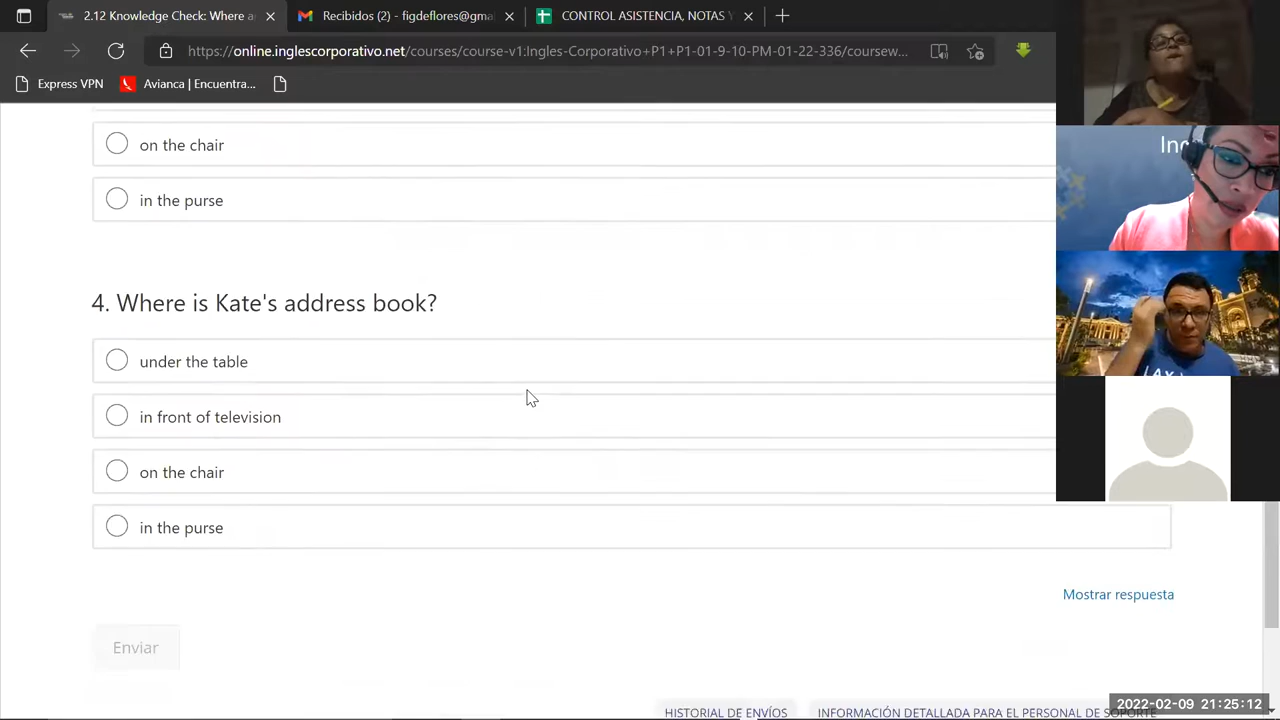 2.12 Knowledge Check: Where a
Recibidos (2) - figdeflores@gma
CONTROL ASISTENCIA, NOTAS Y
https://online.inglescorporativo.net/courses/course-v1:Ingles-Corporativo+P1+P1-01-9-10-PM-01-22-336/coursew...
Express VPN
Avianca | Encuentra...
on the chair
in the purse
4. Where is Kate's address book?
under the table
in front of television
on the chair
in the purse
Mostrar respuesta
Enviar
HISTORIAL DE ENVÍOS
INFORMACIÓN DETALLADA PARA EL PERSONAL DE SOPORTE
2022-02-09 21:25:12